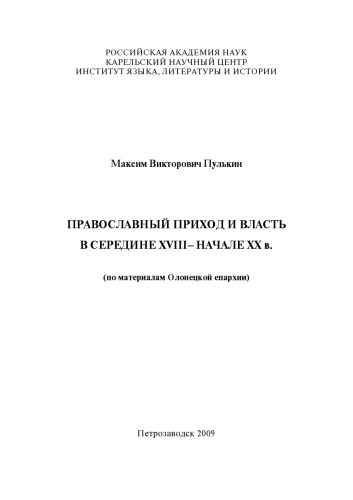 РОССИЙСКАЯ АКАДЕМИЯ НАУК
КАРЕЛЬСКИЙ НАУЧНЫЙ ЦЕНТР
ИНСТИТУТ ЯЗЫКА, ЛИТЕРАТУРЫ И ИСТОРИИ
Максим Викторович Пулькин
ПРАВОСЛАВНЫЙ ПРИХОД И ВЛАСТЬ
В СЕРЕДИНЕ XVIII– НАЧАЛЕ XX в.
(по материалам Олонецкой епархии)
Петрозаводск 2009